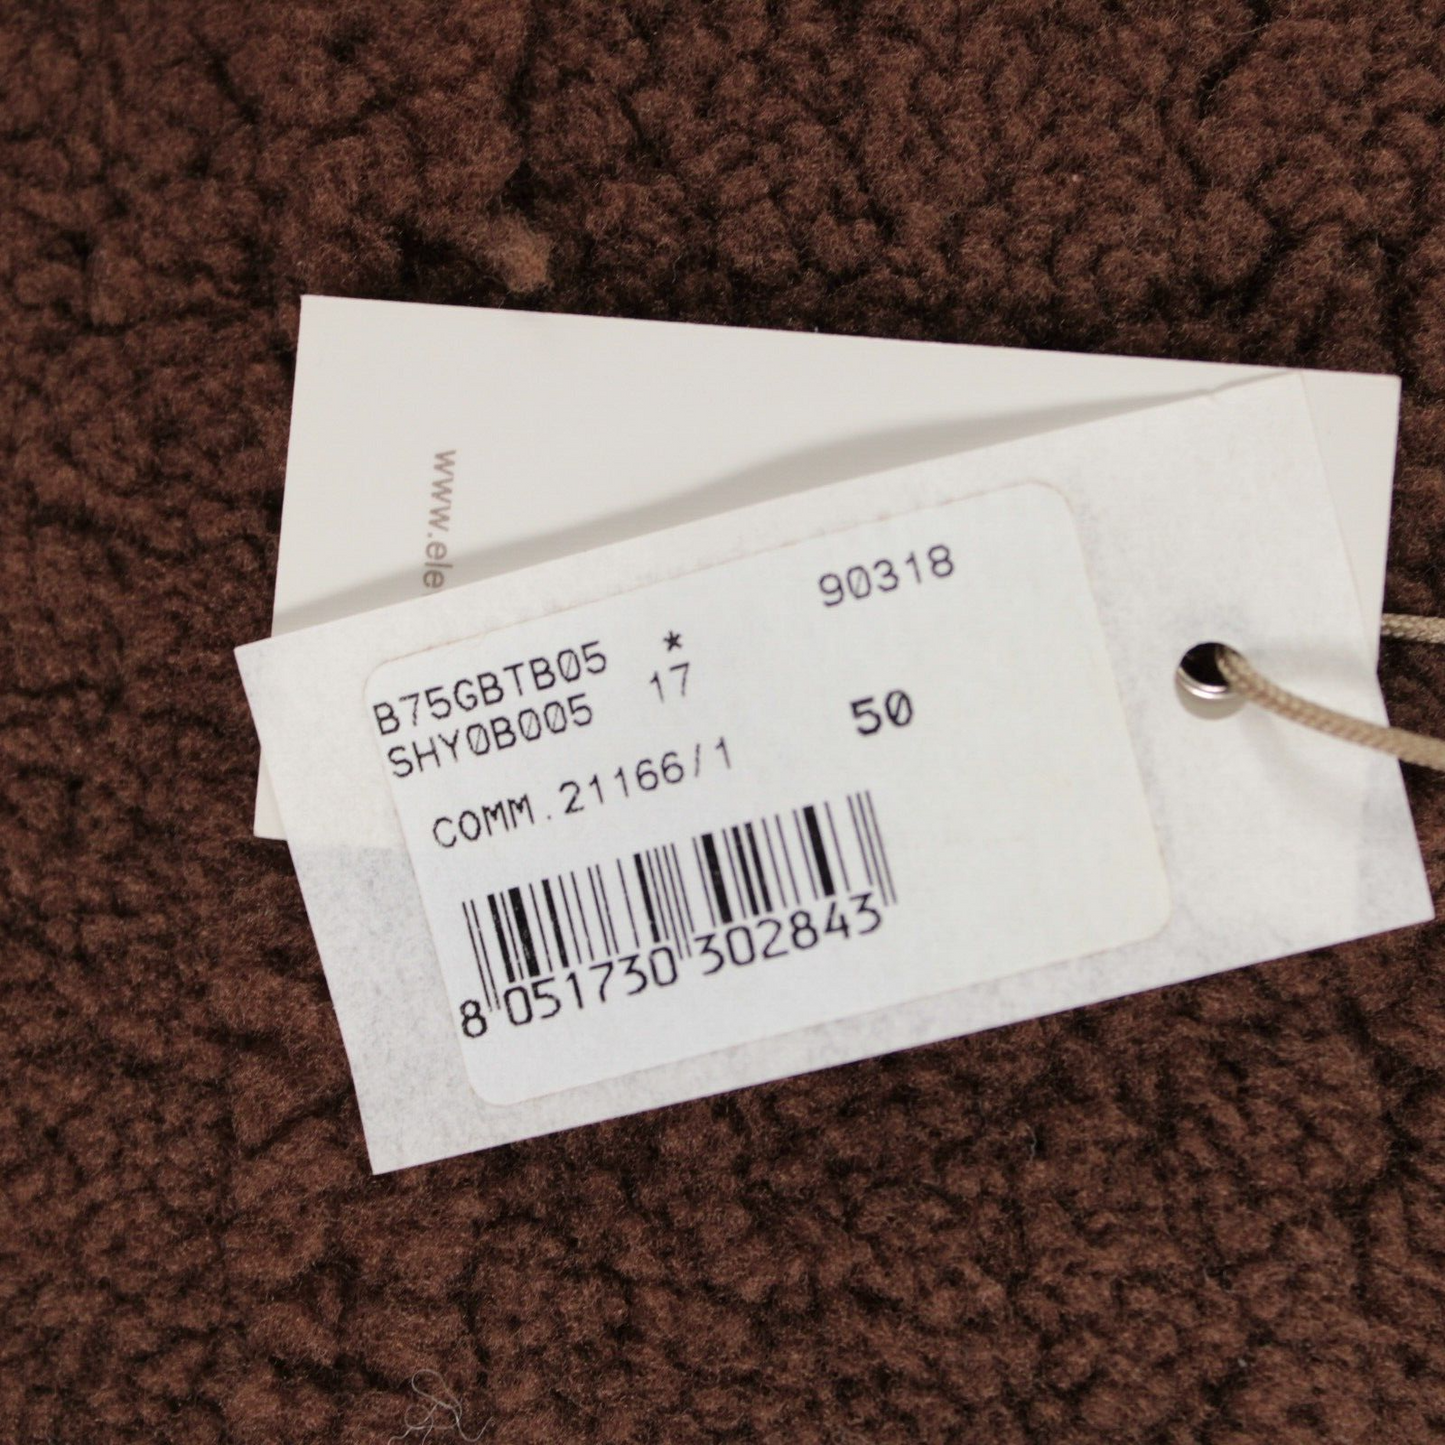 www.ele
90318
B75GBTB05 *
SHY0B005 17
50
COMM.21166/1
8 051730 302843